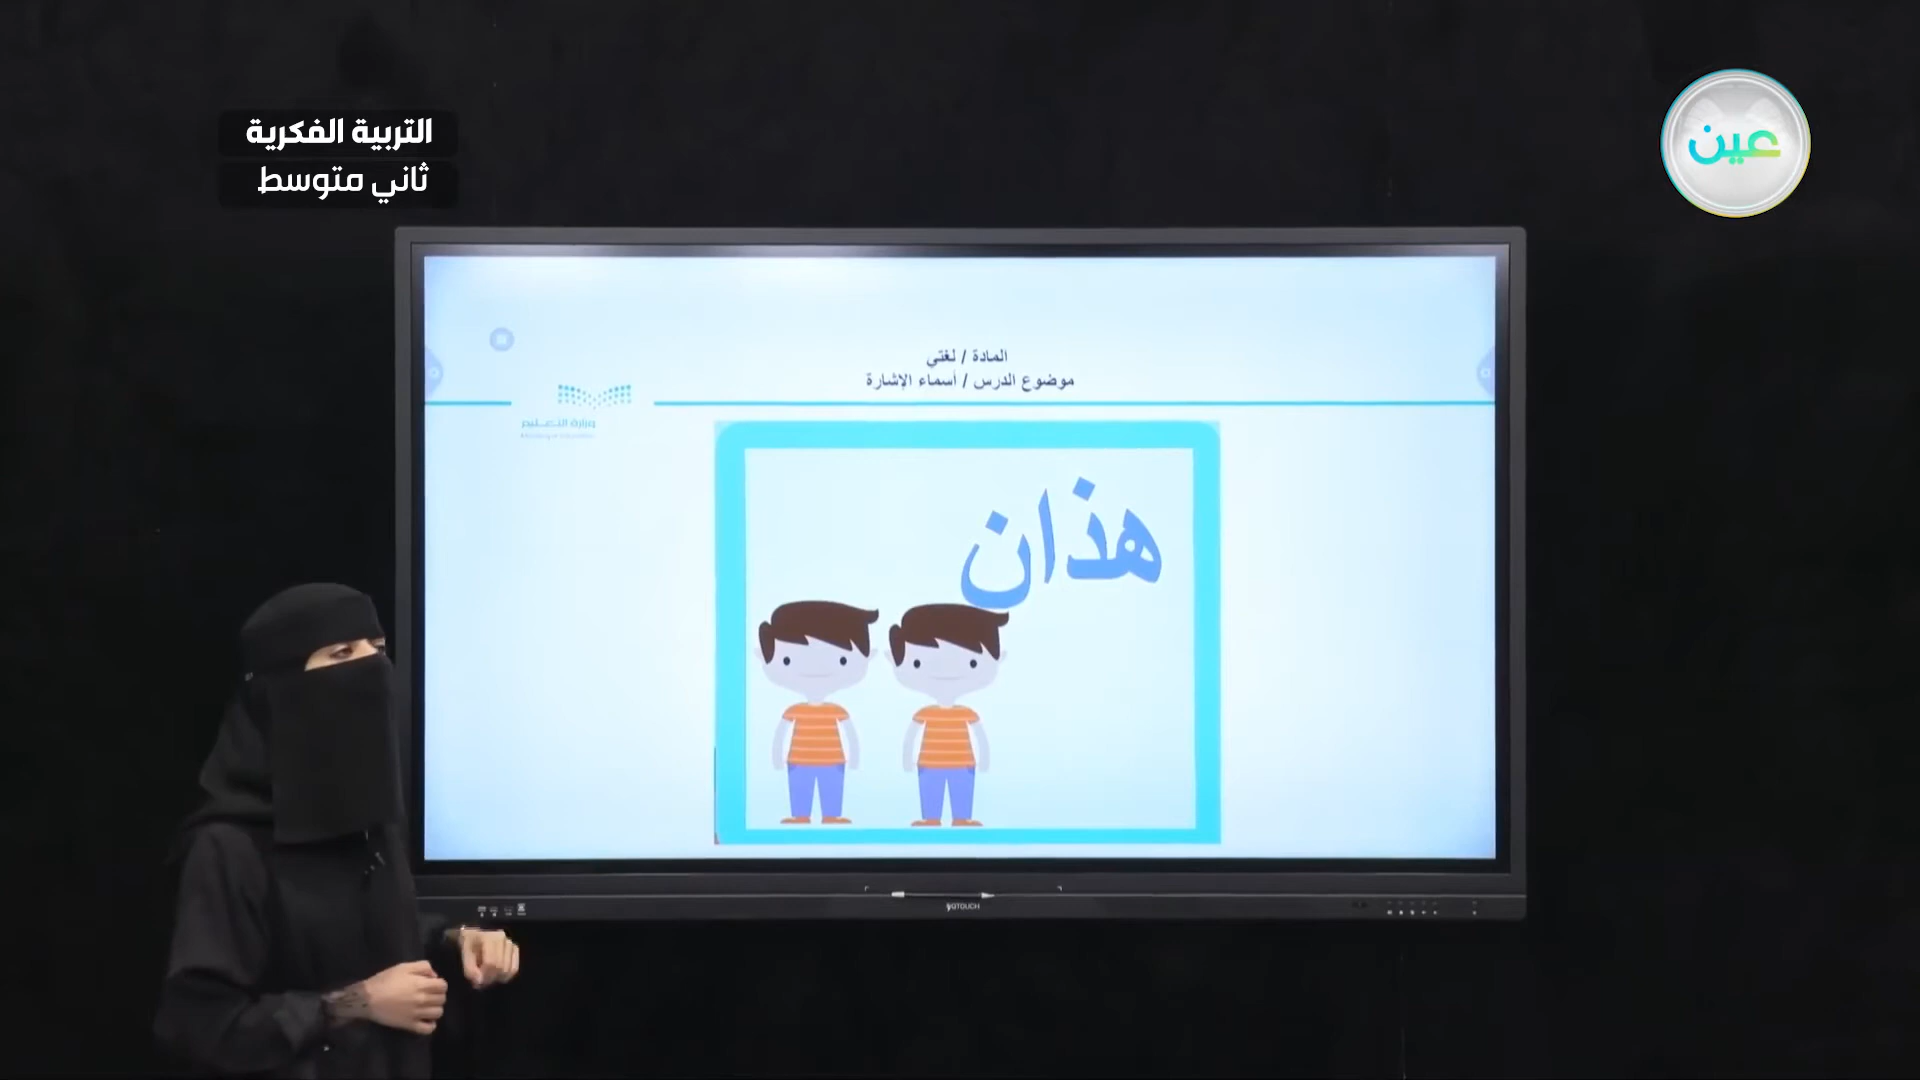 التربية الفكرية
ثاني متوسط
عين
المادة / لغتي
موضوع الدرس / أسماء الإشارة
وزارة التعليم
هذان